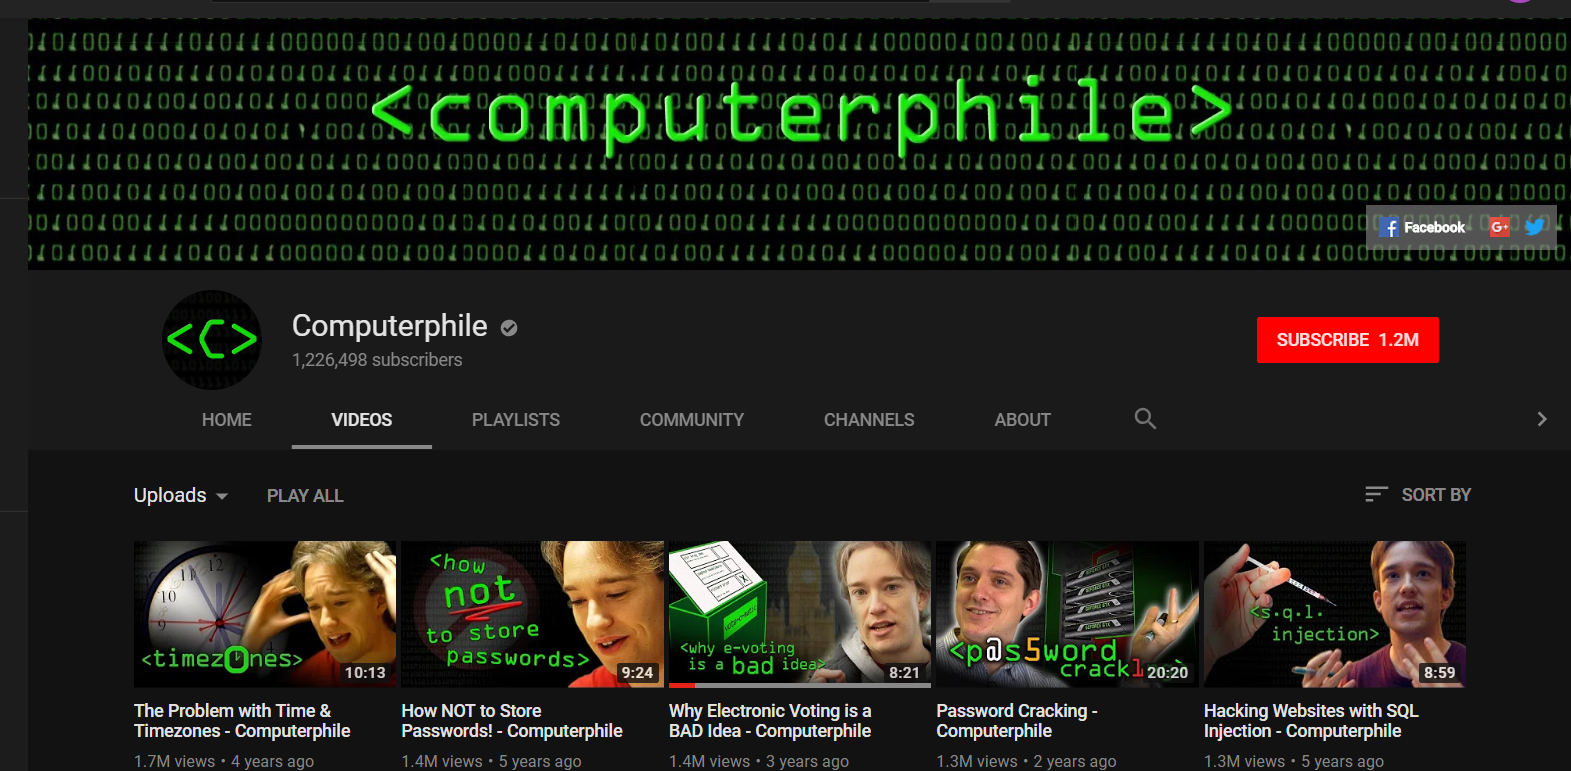 <computerphile>
Facebook
G+
<C>
Computerphile
1,226,498 subscribers
SUBSCRIBE 1.2M
HOME VIDEOS PLAYLISTS COMMUNITY CHANNELS ABOUT
Uploads PLAY ALL SORT BY
12
11
10
9
<timezones>
10:13
<how
not
to store
passwords>
9:24
<why e-voting
is a bad idea>
8:21
<p@s5word
crack
20:20
<s.q.l.
injection>
8:59
The Problem with Time &
Timezones - Computerphile
1.7M views • 4 years ago
How NOT to Store
Passwords! - Computerphile
1.4M views • 5 years ago
Why Electronic Voting is a
BAD Idea - Computerphile
1.4M views • 3 years ago
Password Cracking -
Computerphile
1.3M views • 2 years ago
Hacking Websites with SQL
Injection - Computerphile
1.3M views • 5 years ago